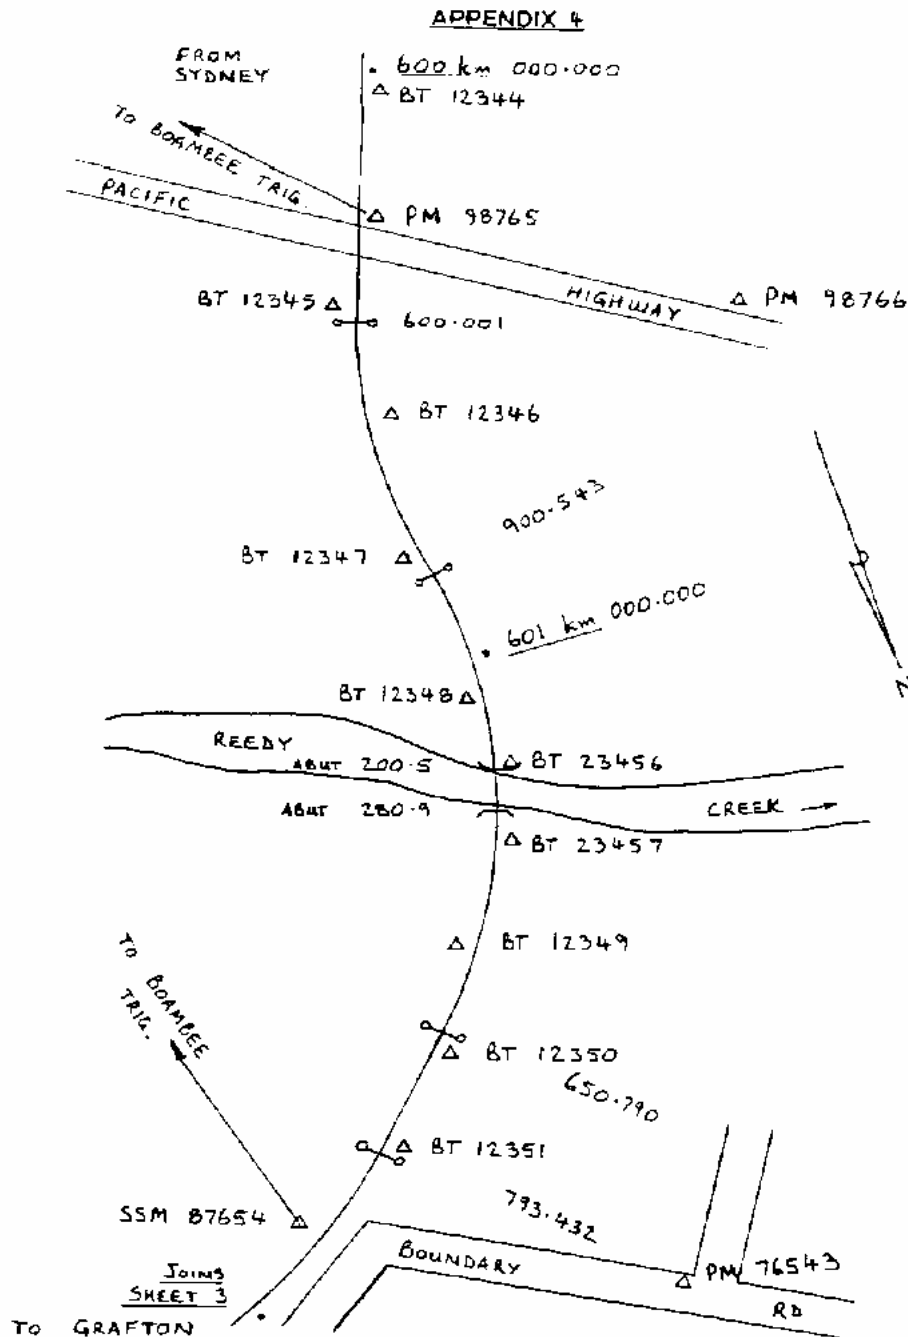 APPENDIX 4
FROM
SYDNEY
600 km 000.000
BT 12344
TO BOAMBEE TRIG.
PACIFIC
PM 98765
BT 12345
600.001
HIGHWAY
PM 98766
BT 12346
900.543
BT 12347
601 km 000.000
N
BT 12348
REEDY
ABUT 200.5
BT 23456
ABUT 280.9
CREEK
BT 23457
BT 12349
TO BOAMBEE
TRIG.
BT 12350
650.790
BT 12351
SSM 87654
793.432
BOUNDARY
PM 76543
RD
JOINS
SHEET 3
TO GRAFTON